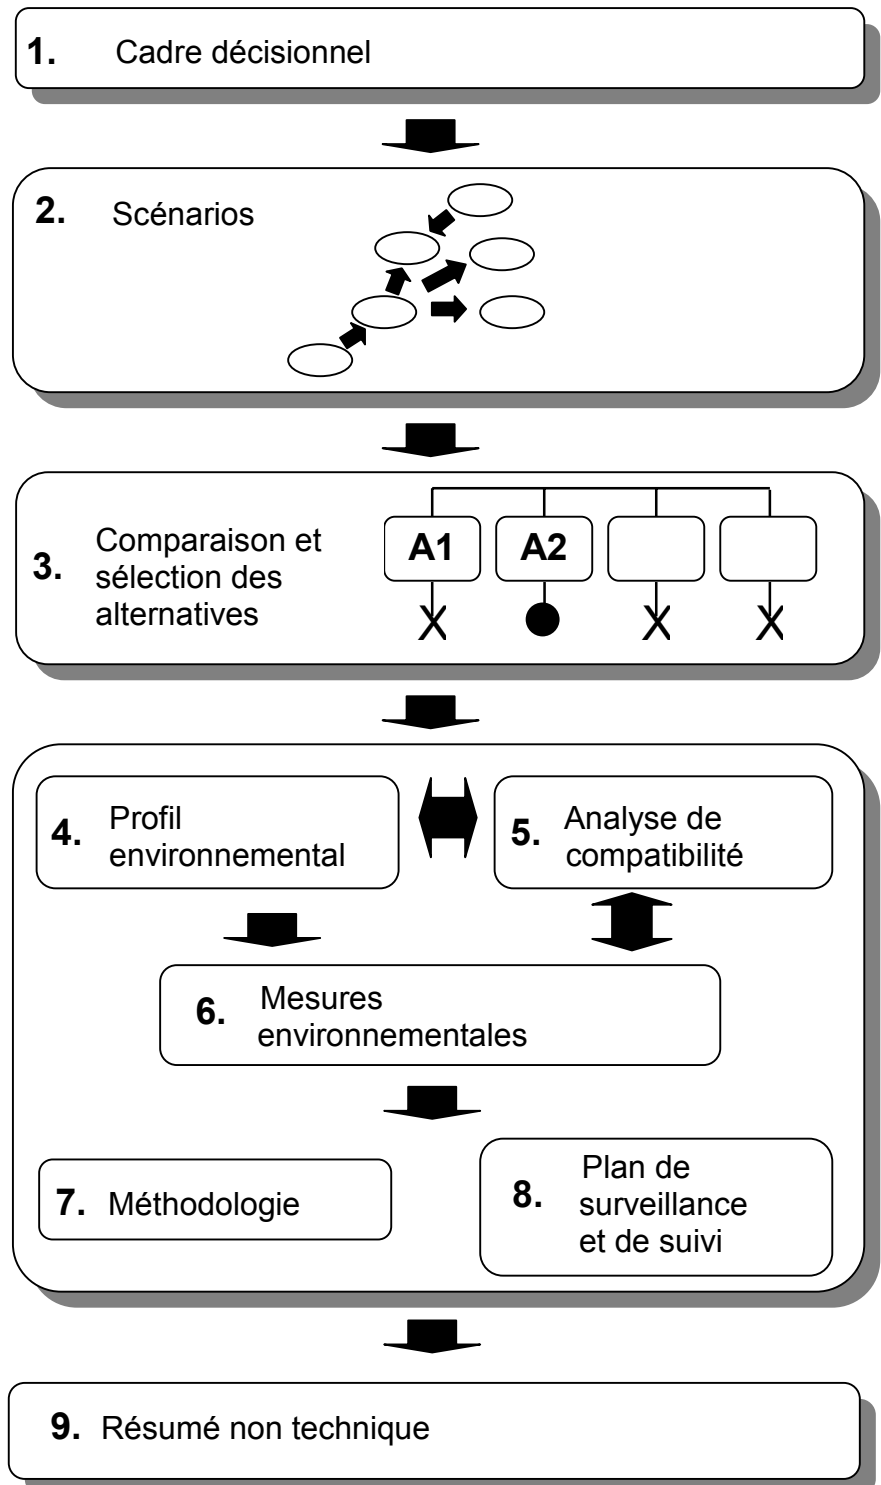 1. Cadre décisionnel
2. Scénarios
3. Comparaison et
sélection des
alternatives
A1 A2
X X X
4. Profil
environnemental
5. Analyse de
compatibilité
6. Mesures
environnementales
7. Méthodologie
8. Plan de
surveillance
et de suivi
9. Résumé non technique